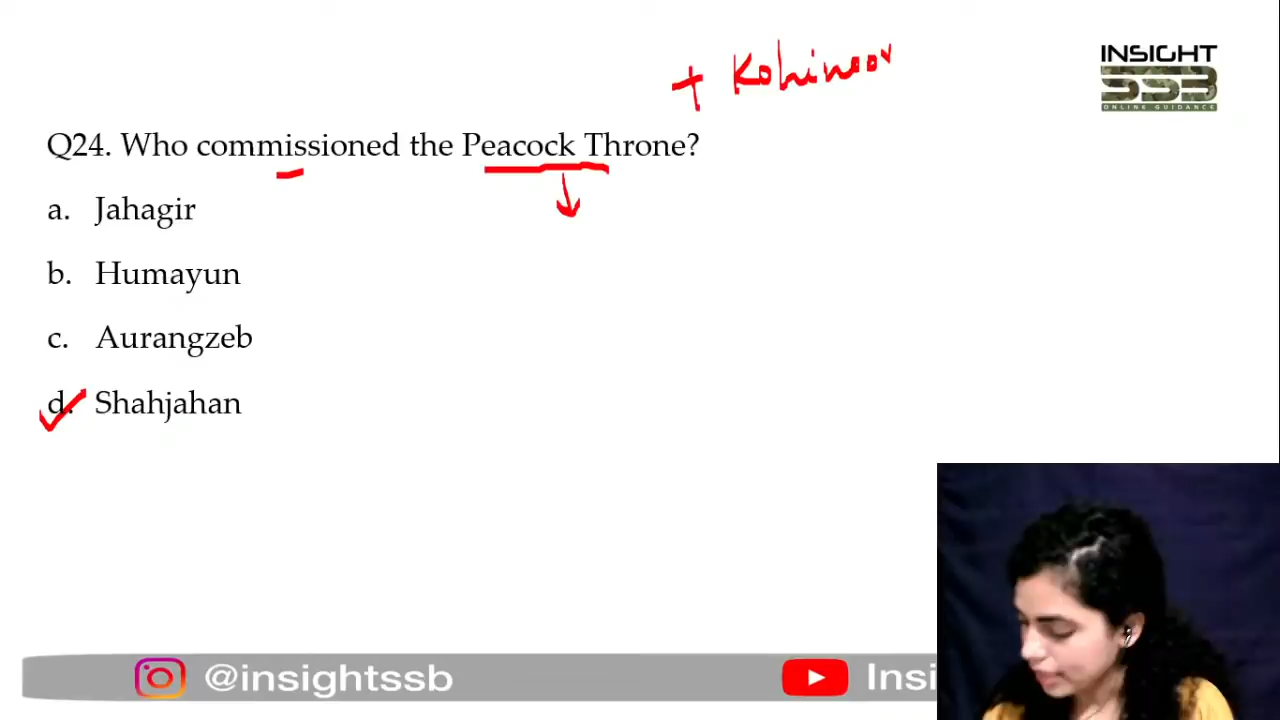 + Kohinoor
INSIGHT
SSB
ONLINE GUIDANCE
Q24. Who commissioned the Peacock Throne?
a. Jahagir
b. Humayun
c. Aurangzeb
d. Shahjahan
@insightssb
Insi